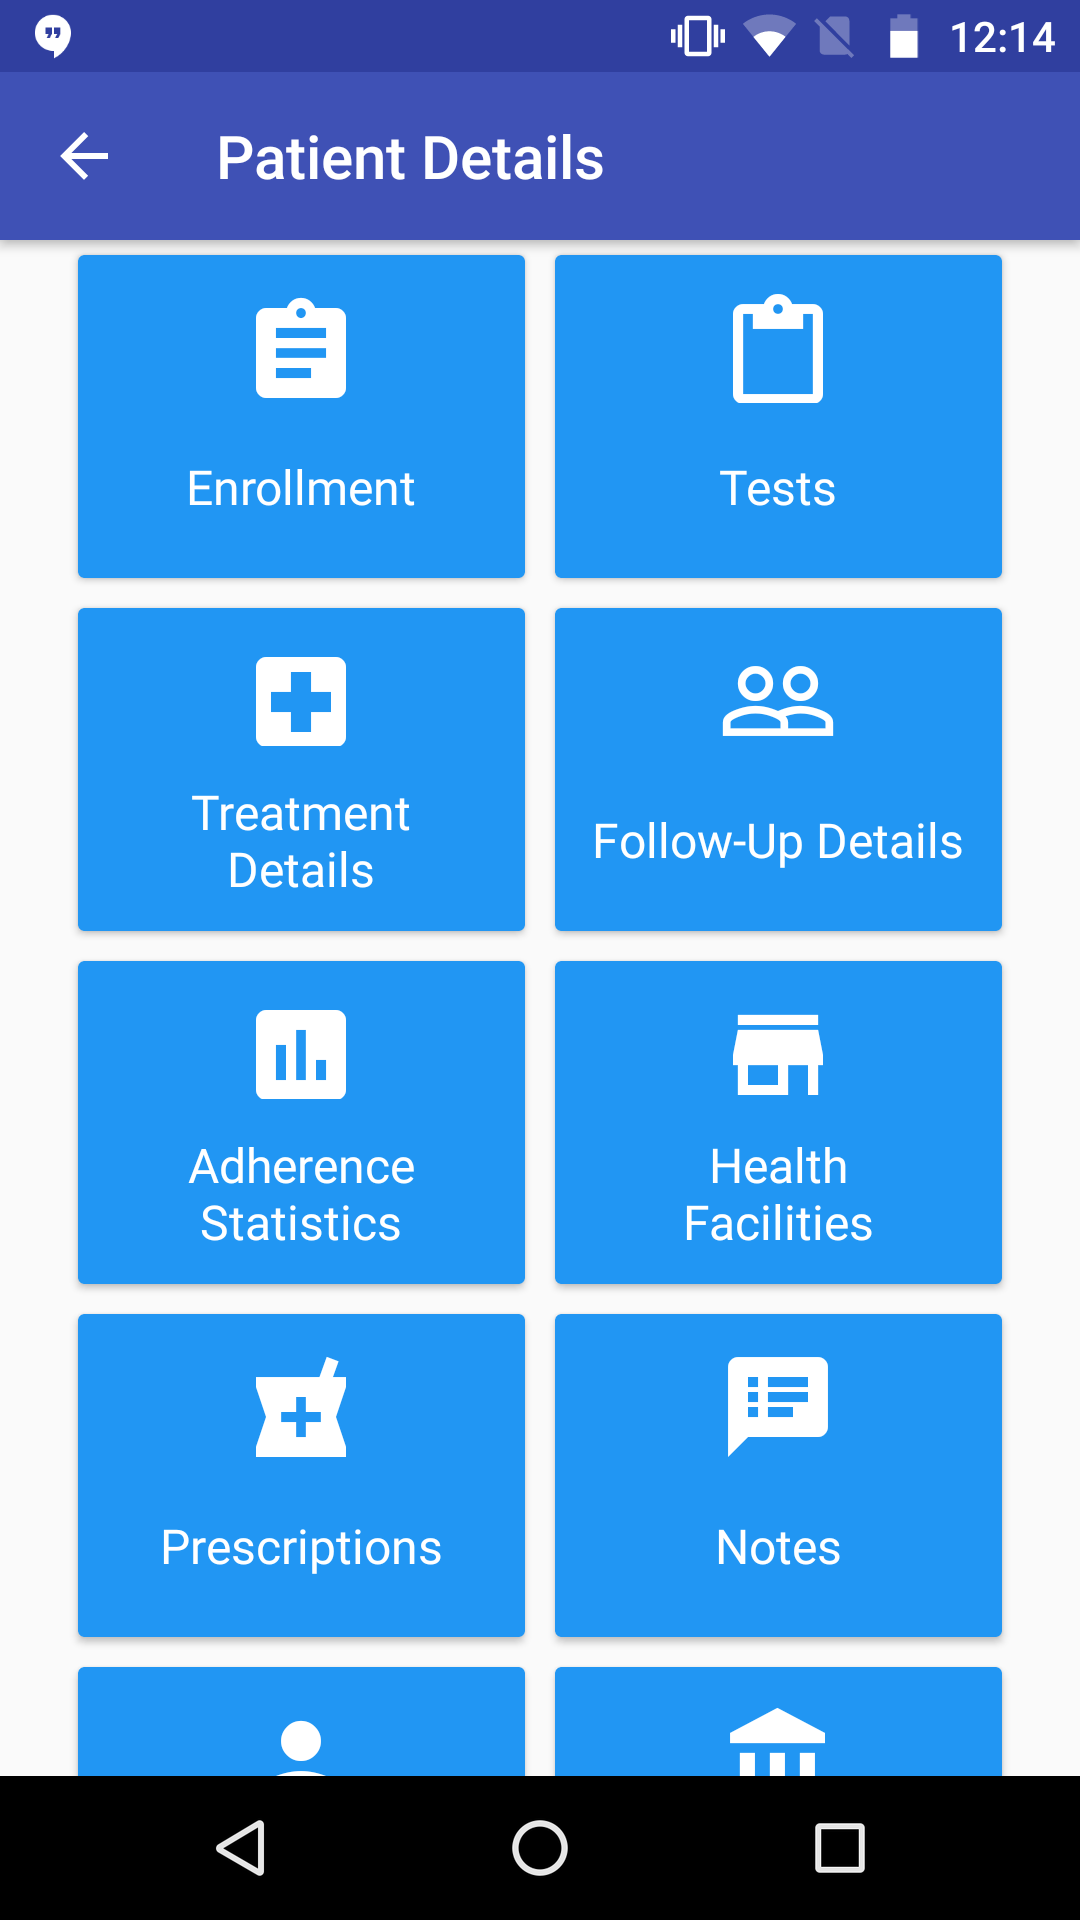 12:14
Patient Details
Enrollment
Tests
Treatment
Details
Follow-Up Details
Adherence
Statistics
Health
Facilities
Prescriptions
Notes